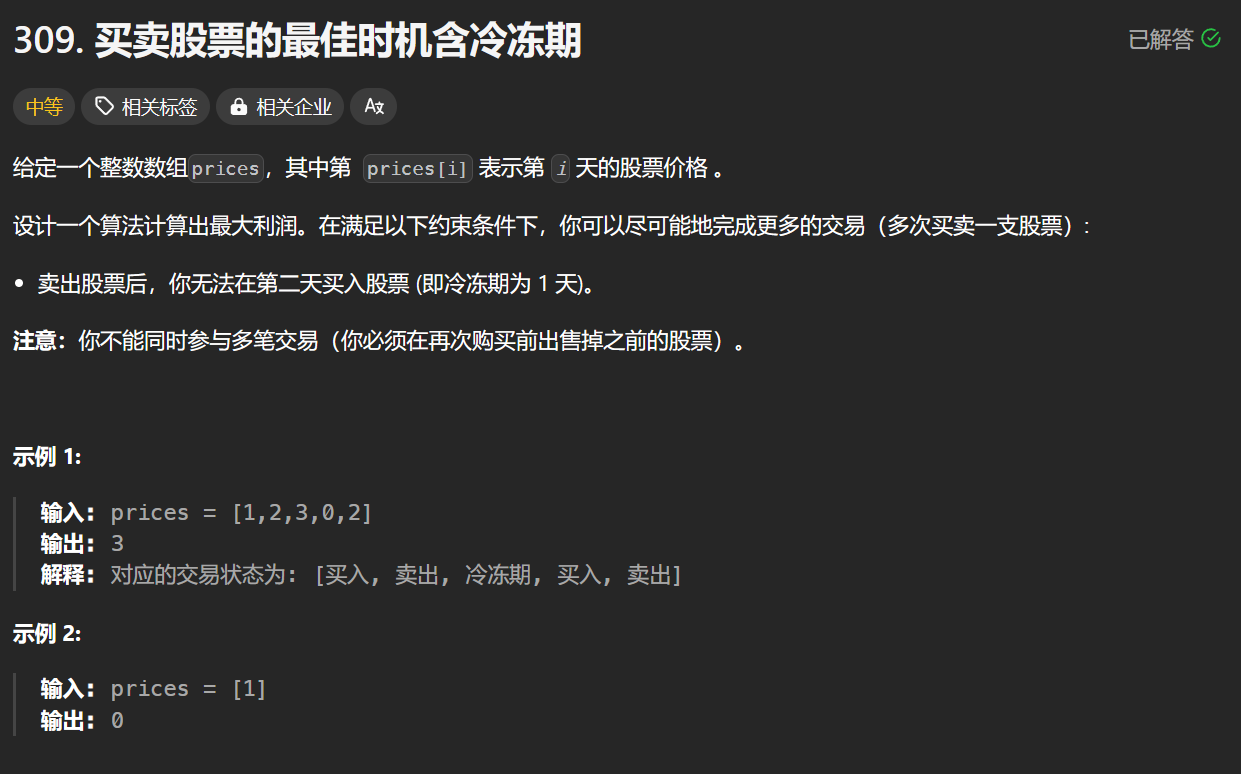 309. 买卖股票的最佳时机含冷冻期
已解答
中等 相关标签 相关企业 Aあ
给定一个整数数组prices，其中第 prices[i] 表示第 i 天的股票价格 。
设计一个算法计算出最大利润。在满足以下约束条件下，你可以尽可能地完成更多的交易（多次买卖一支股票）:
• 卖出股票后，你无法在第二天买入股票 (即冷冻期为 1 天)。
注意：你不能同时参与多笔交易（你必须在再次购买前出售掉之前的股票）。
示例 1:
输入: prices = [1,2,3,0,2]
输出: 3
解释: 对应的交易状态为: [买入, 卖出, 冷冻期, 买入, 卖出]
示例 2:
输入: prices = [1]
输出: 0